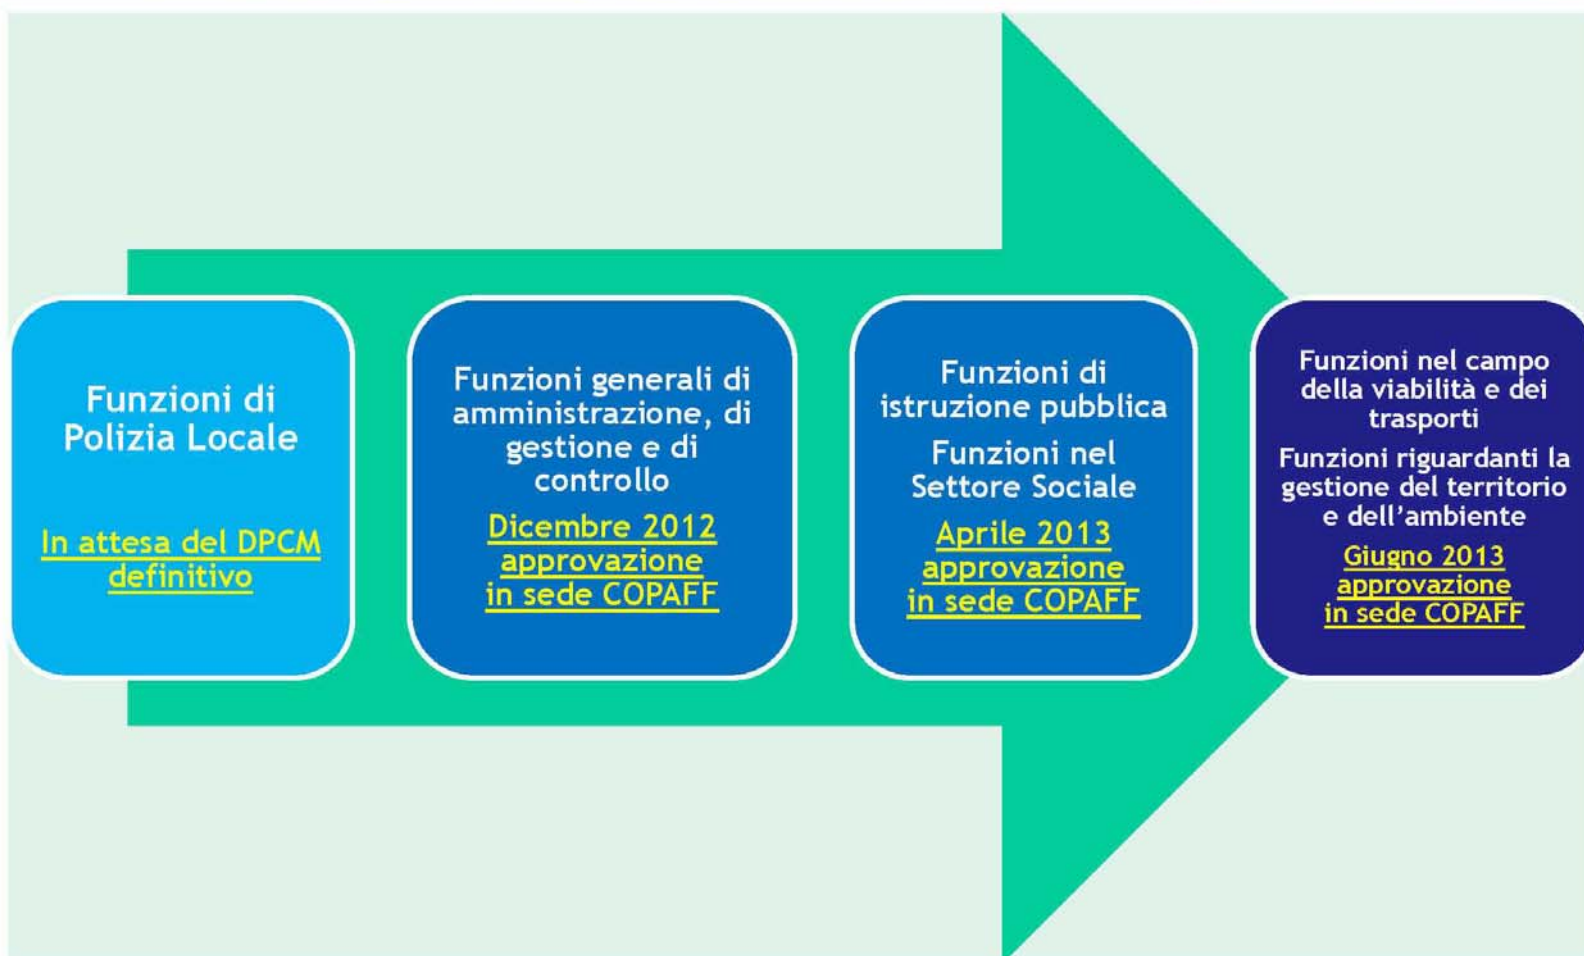 Funzioni di
Polizia Locale
In attesa del DPCM
definitivo
Funzioni generali di
amministrazione, di
gestione e di
controllo
Dicembre 2012
approvazione
in sede COPAFF
Funzioni di
istruzione pubblica
Funzioni nel
Settore Sociale
Aprile 2013
approvazione
in sede COPAFF
Funzioni nel campo
della viabilità e dei
trasporti
Funzioni riguardanti la
gestione del territorio
e dell'ambiente
Giugno 2013
approvazione
in sede COPAFF